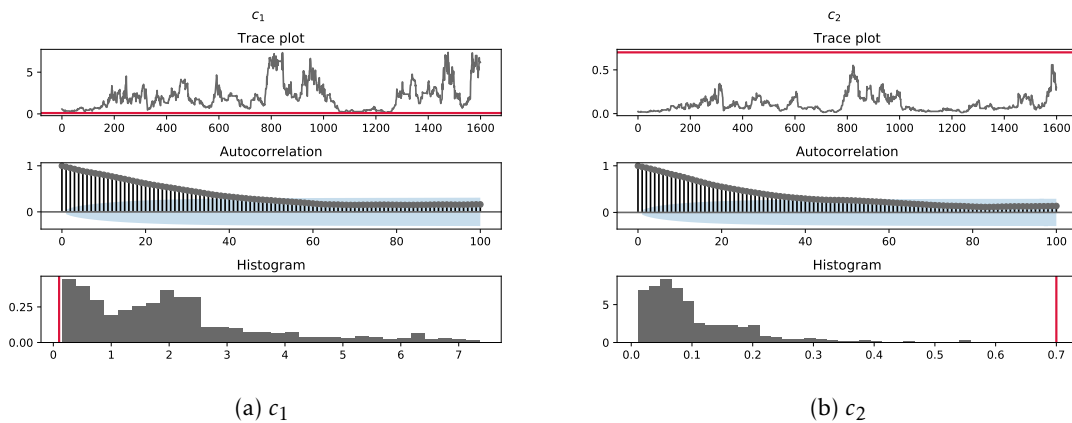 c1
Trace plot
5
0
0 200 400 600 800 1000 1200 1400 1600
Autocorrelation
1
0
0 20 40 60 80 100
Histogram
0.25
0.00
0 1 2 3 4 5 6 7
(a) c1
c2
Trace plot
0.5
0.0
0 200 400 600 800 1000 1200 1400 1600
Autocorrelation
1
0
0 20 40 60 80 100
Histogram
5
0
0.0 0.1 0.2 0.3 0.4 0.5 0.6 0.7
(b) c2